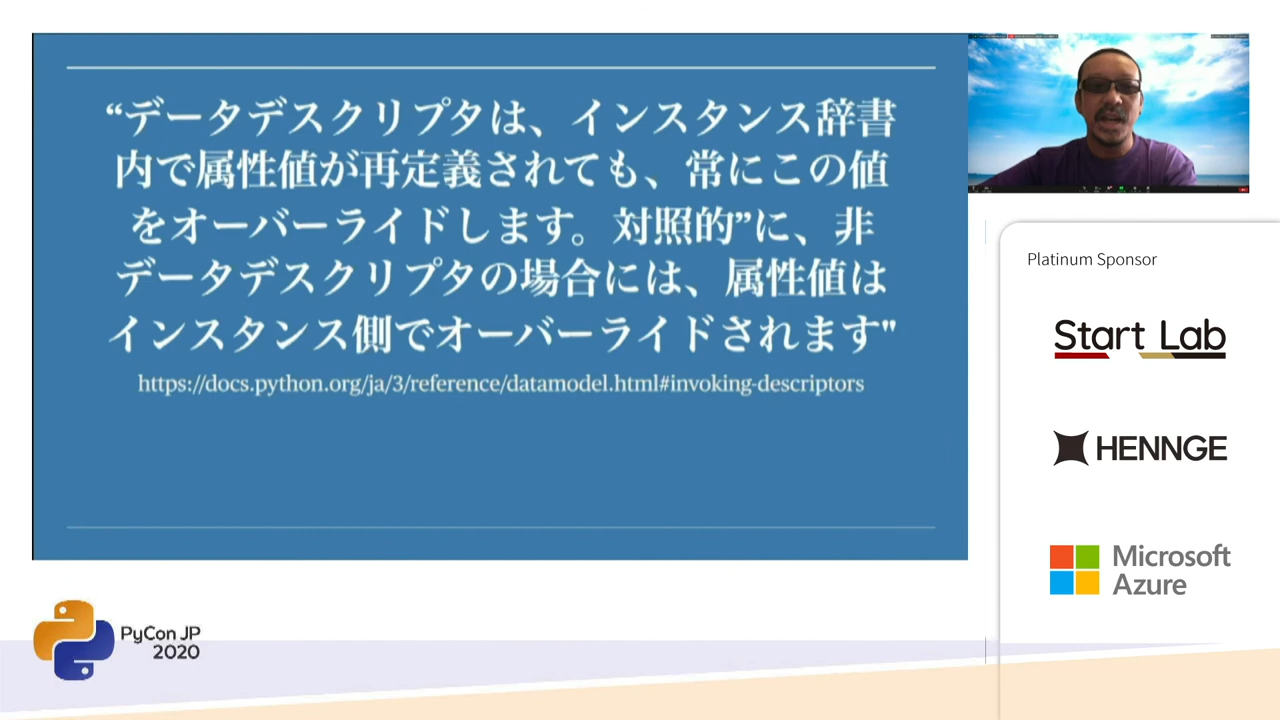 “データデスクリプタは、インスタンス辞書
内で属性値が再定義されても、常にこの値
をオーバーライドします。対照的”に、非
データデスクリプタの場合には、属性値は
インスタンス側でオーバーライドされます"
https://docs.python.org/ja/3/reference/datamodel.html#invoking-descriptors
Platinum Sponsor
Start Lab
HENNGE
Microsoft
Azure
PyCon JP
2020